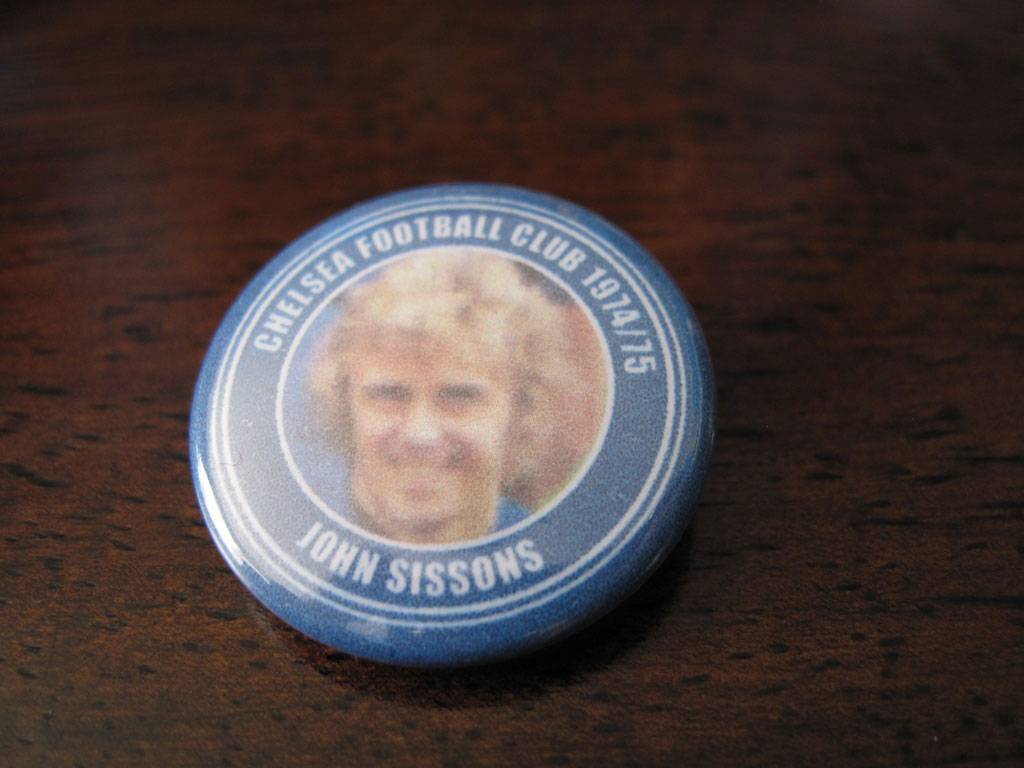 CHELSEA FOOTBALL CLUB 1974/75
JOHN SISSONS